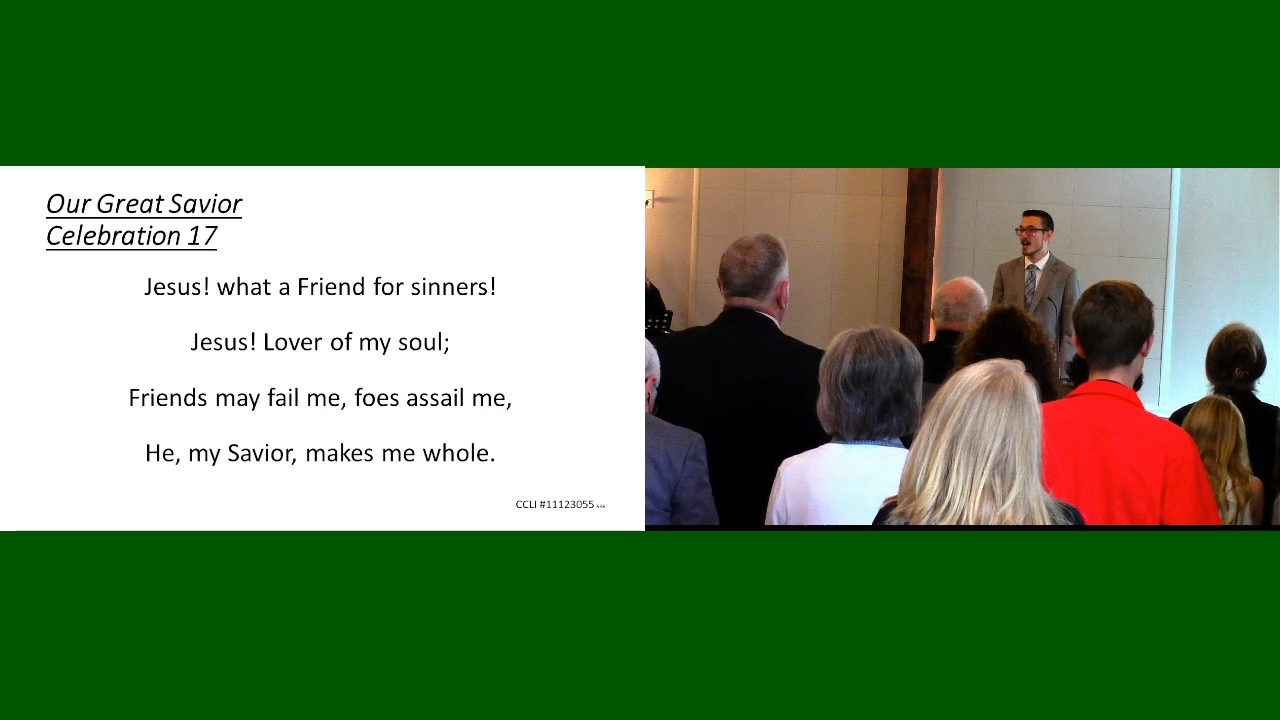 Our Great Savior
Celebration 17
Jesus! what a Friend for sinners!
Jesus! Lover of my soul;
Friends may fail me, foes assail me,
He, my Savior, makes me whole.
CCLI #11123055